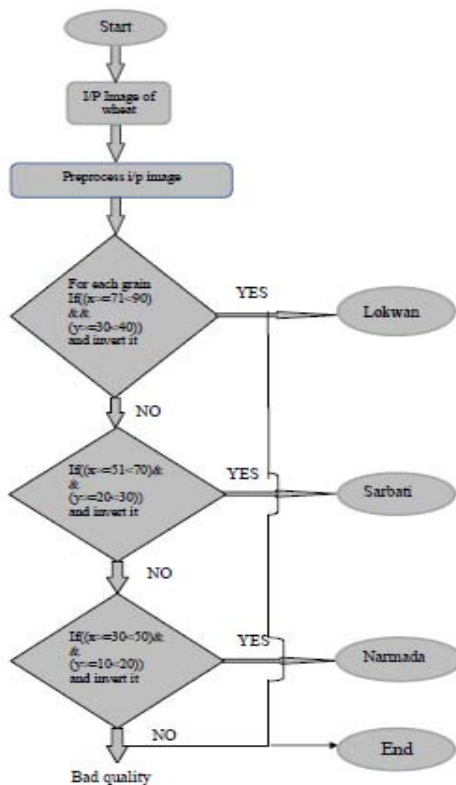 Start
I/P Image of
wheat
Preprocess i/p image
For each grain
If((x>=71<90)
&&
(y>=30<40))
and invert it
YES
Lokwan
NO
If((x>=51<70)&
&
(y>=20<30))
and invert it
YES
Sarbati
NO
If((x>=30<50)&
&
(y>=10<20))
and invert it
YES
Narmada
NO
End
Bad quality